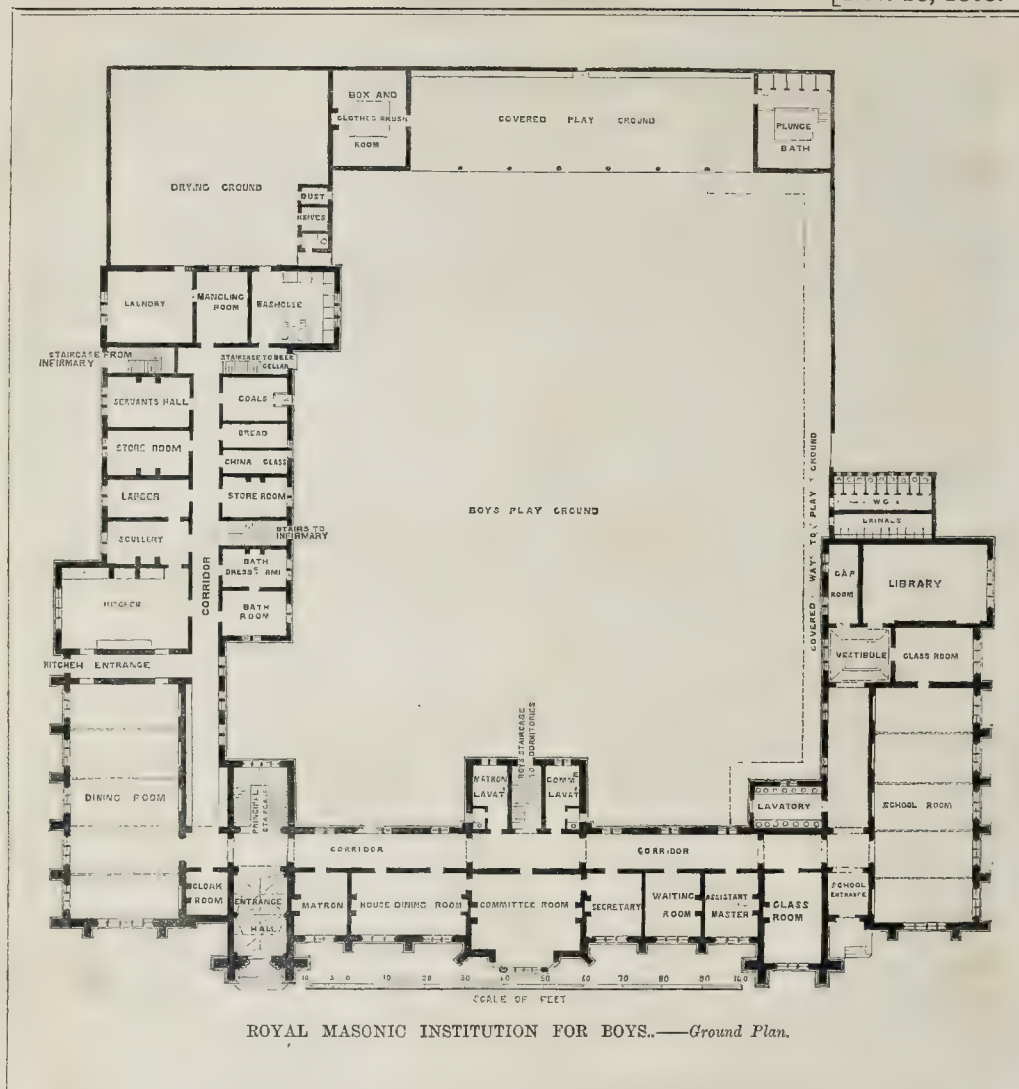 BOX AND
CLOTHES BRUSH
ROOM
COVERED PLAY GROUND
PLUNGE
BATH
DRYING GROUND
DUST
KNIVES
LAUNDRY
MANGLING
ROOM
WASHOUSE
STAIRCASE FROM
INFIRMARY
STAIRCASE TO BEER
CELLAR
SERVANTS HALL
COALS
STORE ROOM
BREAD
CHINA GLASS
LARDER
STORE ROOM
SCULLERY
STAIRS TO
INFIRMARY
BATH
DRESSG
BATH
ROOM
KITCHEN
CORRIDOR
KITCHEN ENTRANCE
BOYS PLAY GROUND
COVERED WAY TO PLAY GROUND
WC S
URINALS
CAP
ROOM
LIBRARY
VESTIBULE
CLASS ROOM
DINING ROOM
PRINCIPAL
STAIRCASE
MATRON
LAVAT
BOYS STAIRCASE
TO DORMITORIES
COMMEE
LAVAT
LAVATORY
SCHOOL ROOM
CORRIDOR
CORRIDOR
CLOAK
ROOM
ENTRANCE
HALL
MATRON
HOUSE DINING ROOM
COMMITTEE ROOM
SECRETARY
WAITING
ROOM
ASSISTANT
MASTER
CLASS
ROOM
SCHOOL
ENTRANCE
10 5 0 10 20 30 40 50 60 70 80 90 100
SCALE OF FEET
ROYAL MASONIC INSTITUTION FOR BOYS..——Ground Plan.